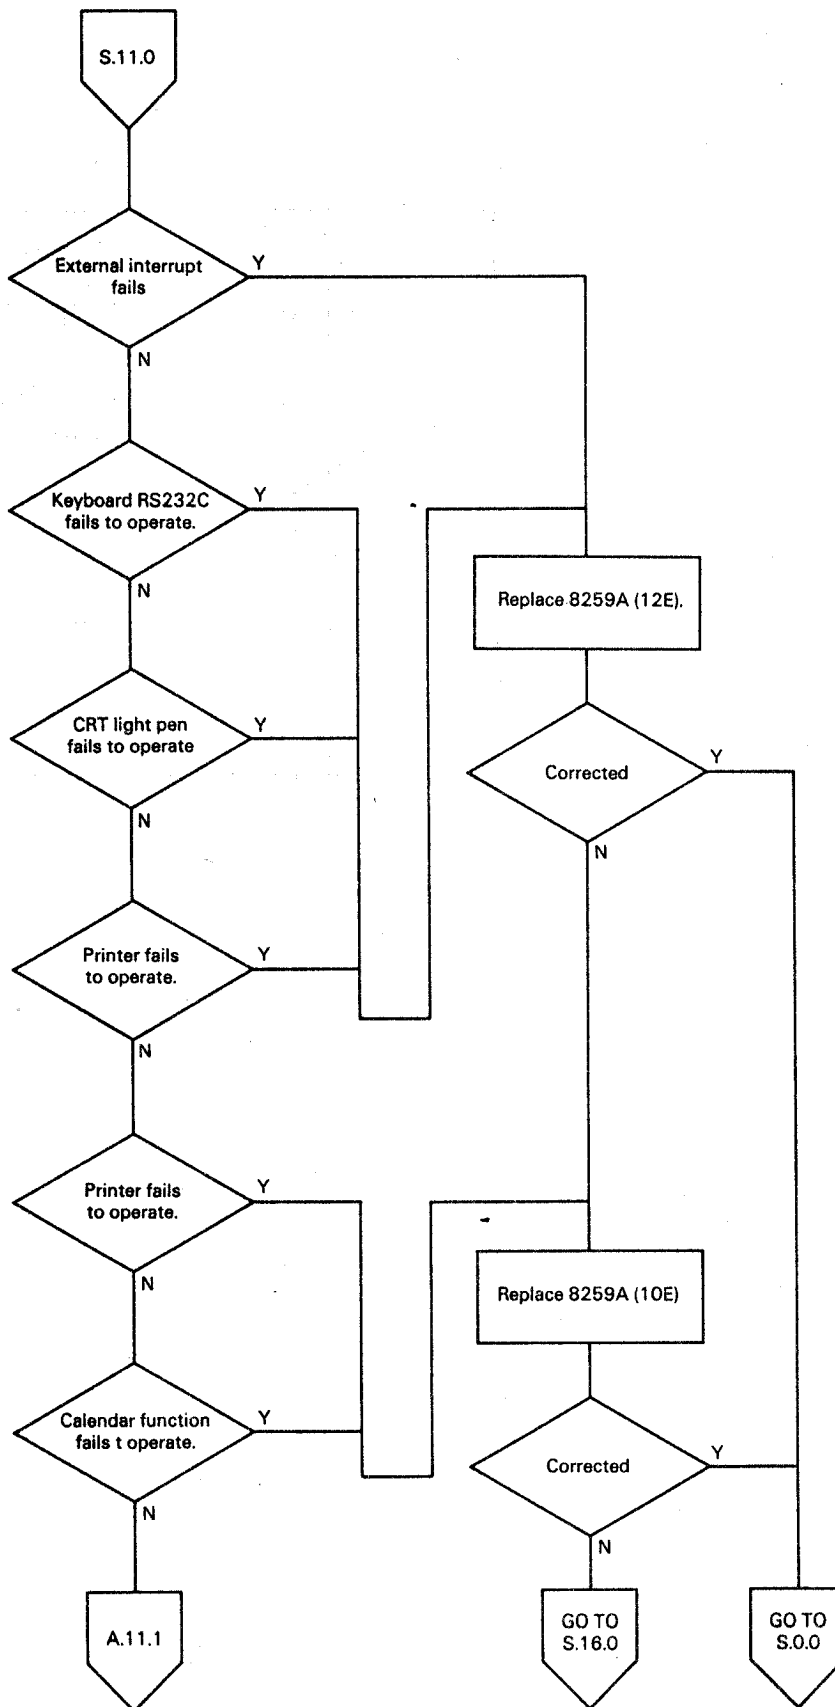 S.11.0
External interrupt
fails
Y
N
Keyboard RS232C
fails to operate.
Y
N
Replace 8259A (12E).
CRT light pen
fails to operate
Y
N
Corrected
Y
N
Printer fails
to operate.
Y
N
Printer fails
to operate.
Y
N
Replace 8259A (10E)
Calendar function
fails t operate.
Y
N
Corrected
Y
N
A.11.1
GO TO
S.16.0
GO TO
S.0.0